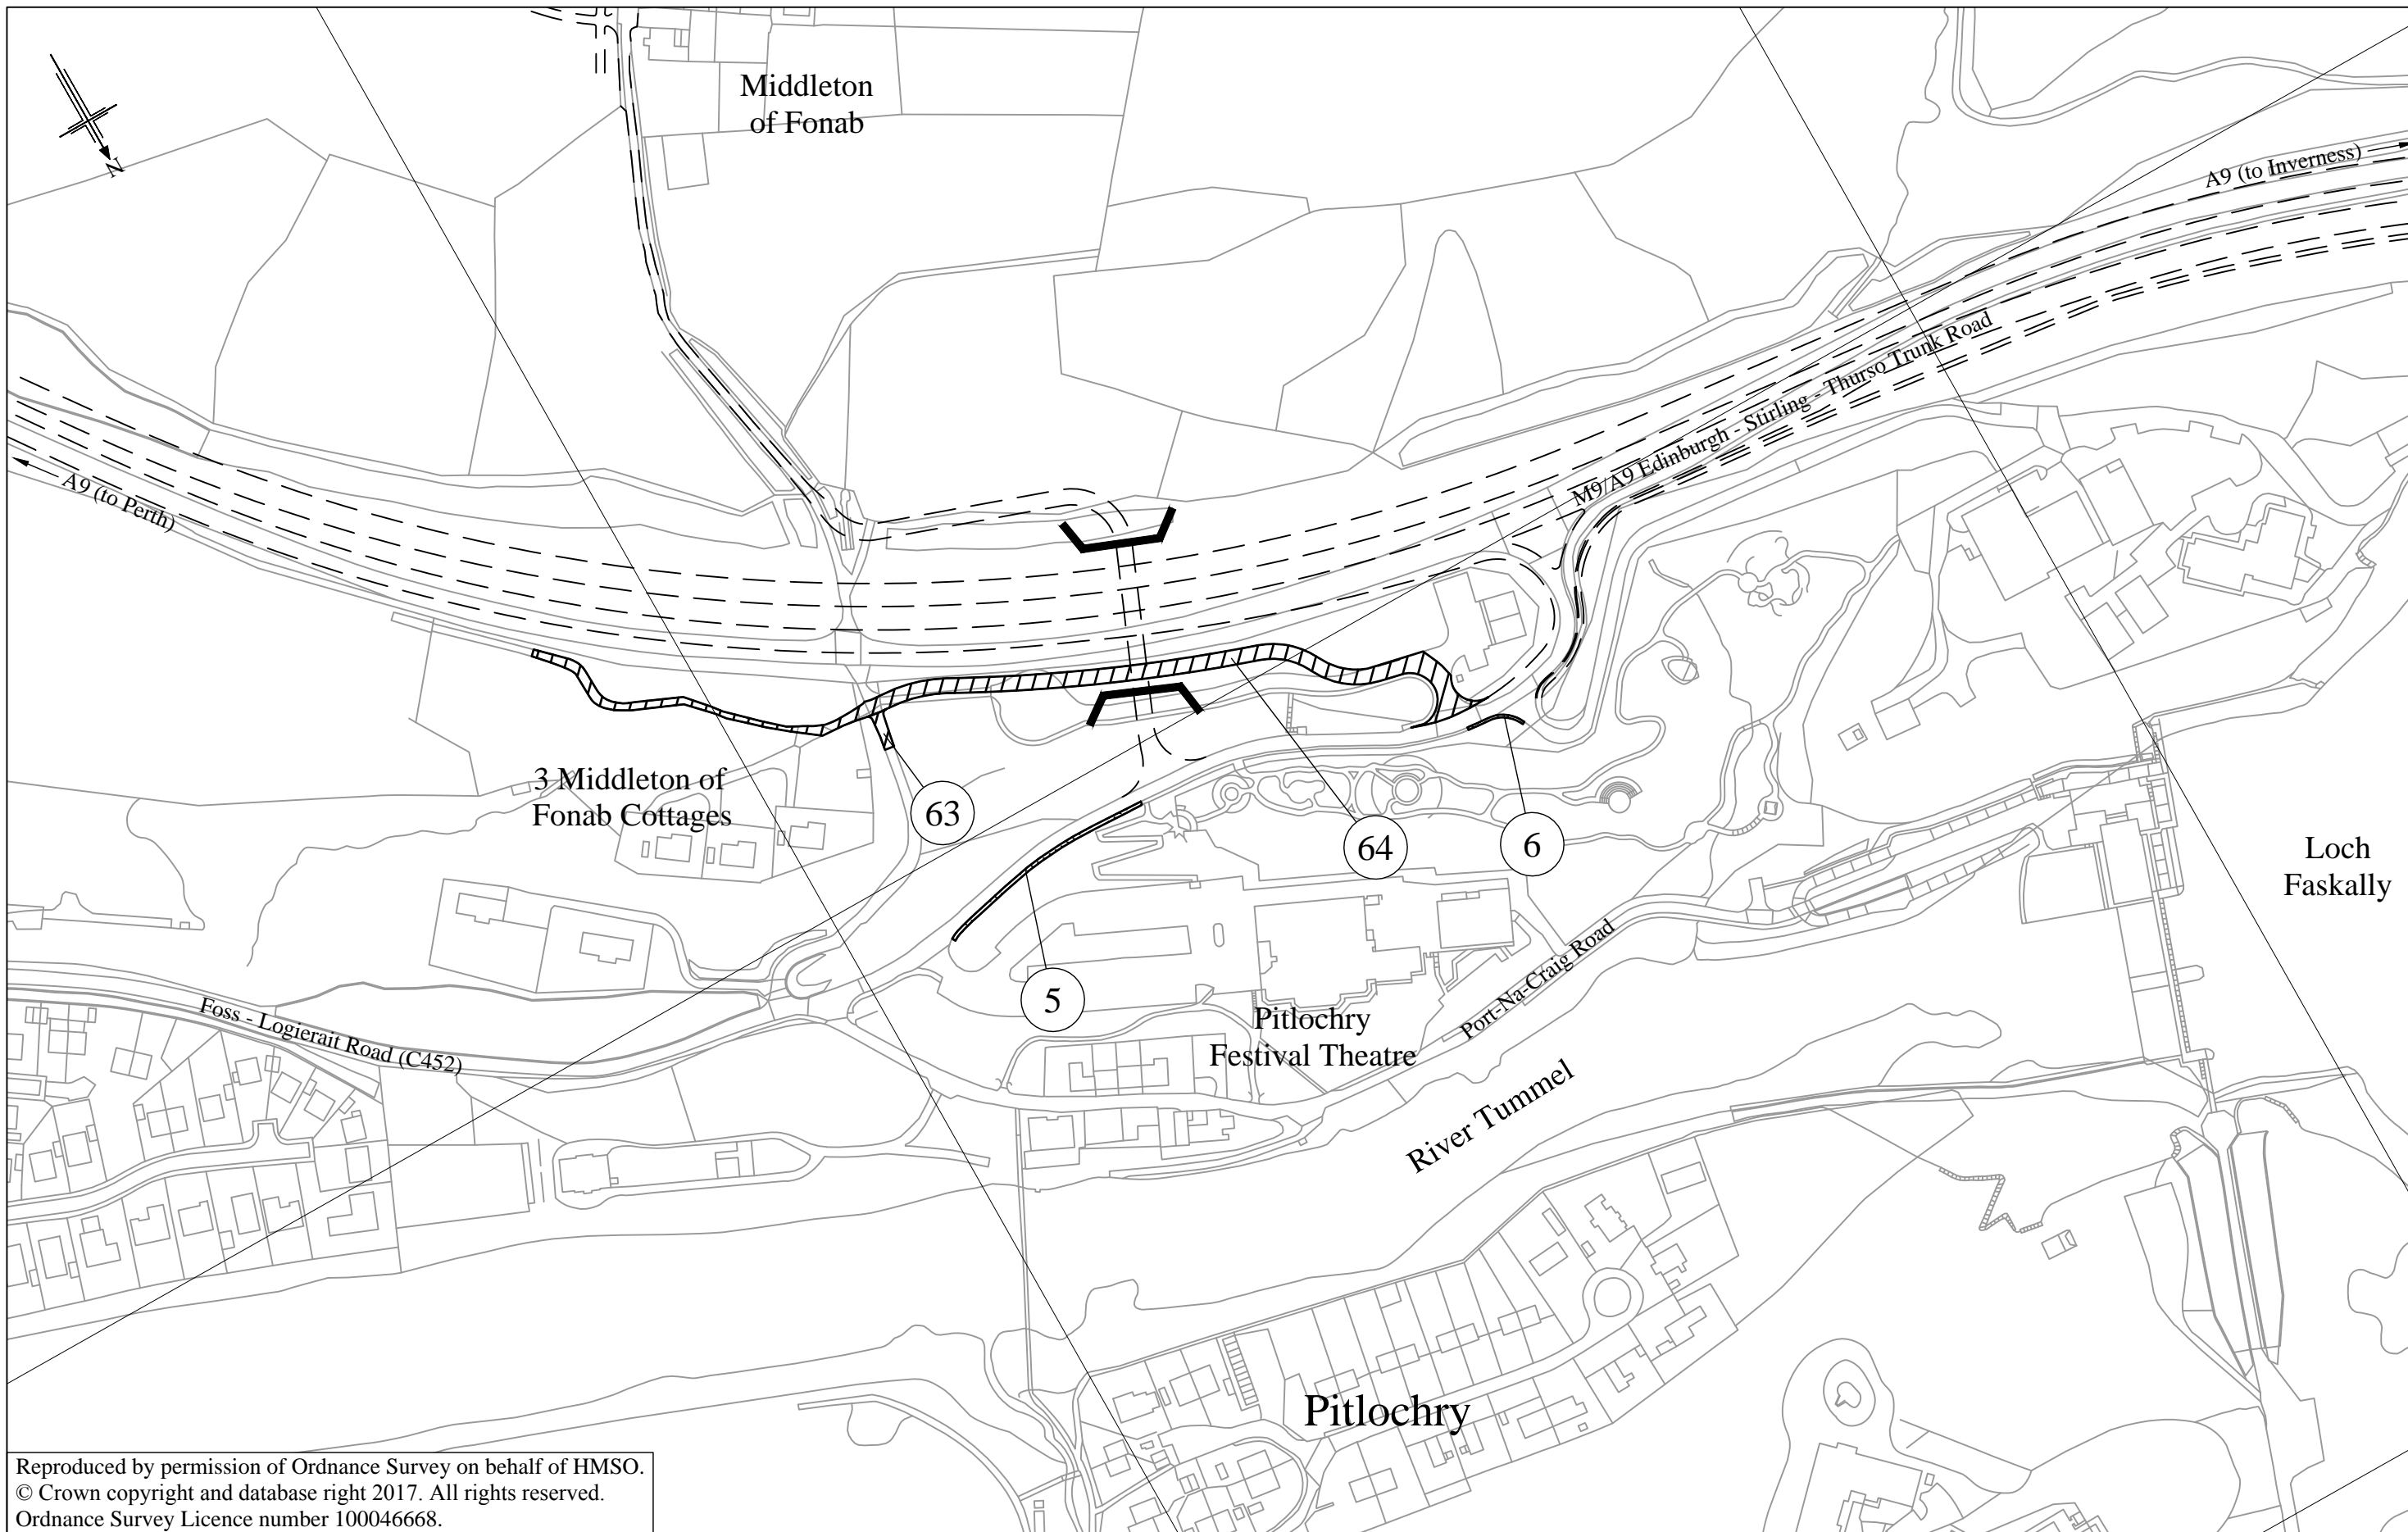 Middleton
of Fonab
N
A9 (to Inverness)
M9/A9 Edinburgh - Stirling - Thurso Trunk Road
A9 (to Perth)
3 Middleton of
Fonab Cottages
63
64
6
Loch
Faskally
5
Port-Na-Craig Road
Foss - Logierait Road (C452)
Pitlochry
Festival Theatre
River Tummel
Pitlochry
Reproduced by permission of Ordnance Survey on behalf of HMSO.
© Crown copyright and database right 2017. All rights reserved.
Ordnance Survey Licence number 100046668.